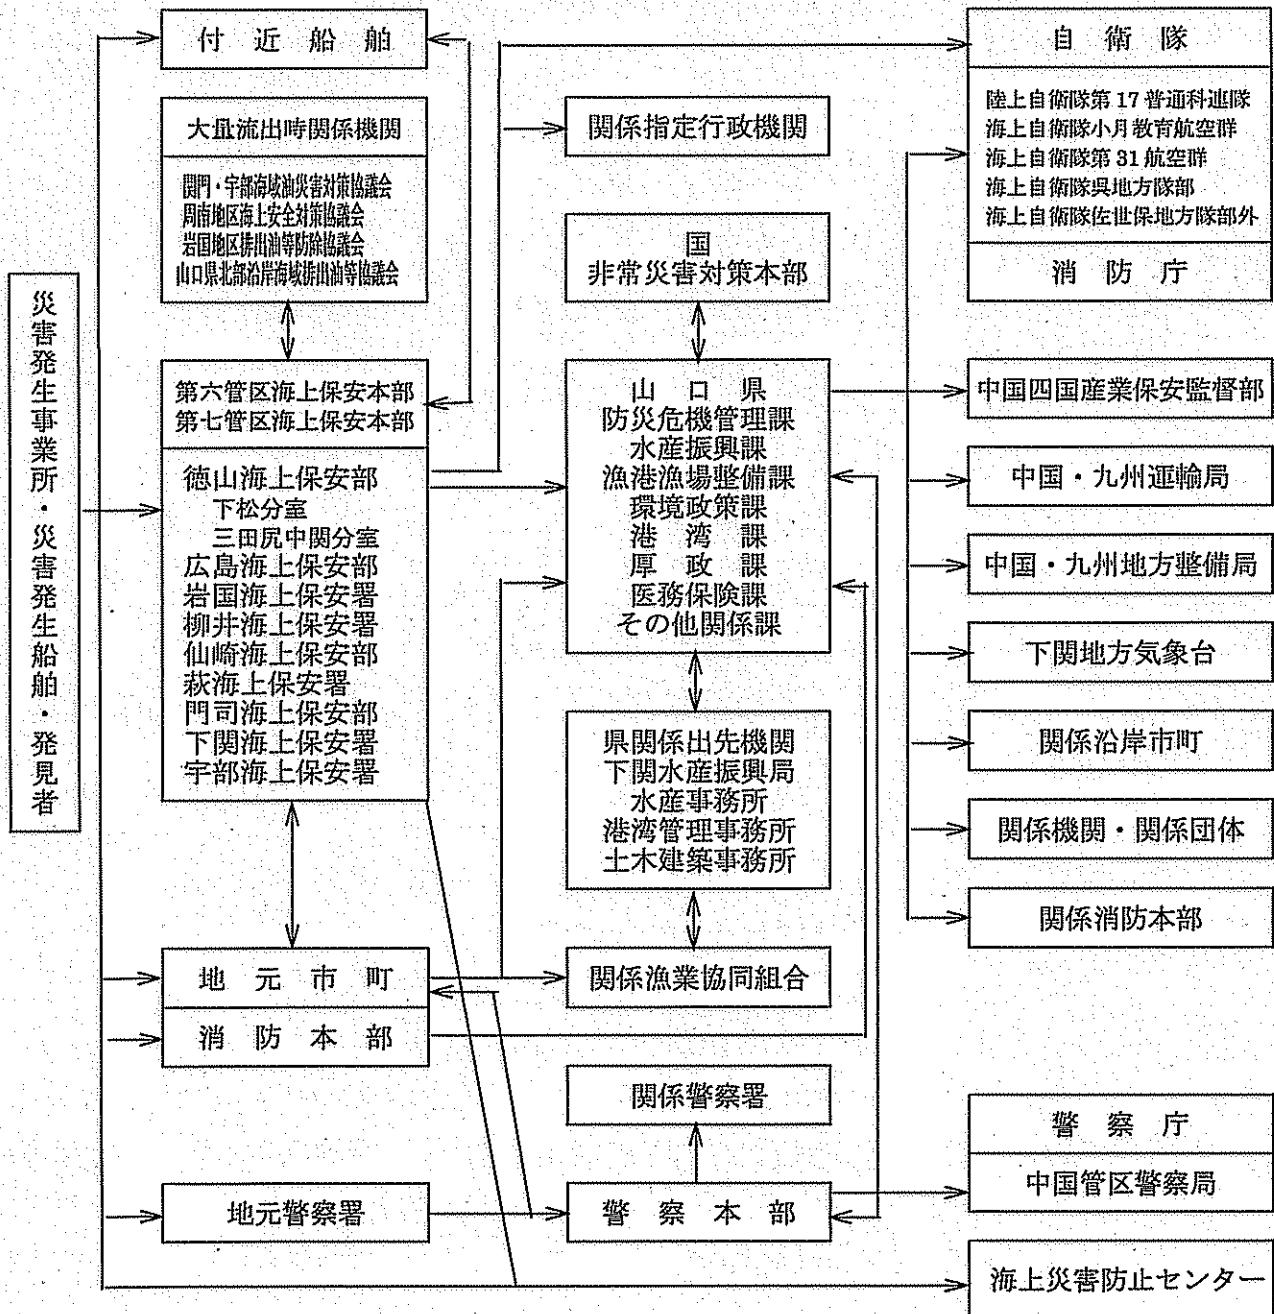 付近船舶
大量流出時関係機関
関門・宇部海域油災害対策協議会
周南地区海上安全対策協議会
岩国地区排出油等防除協議会
山口県北部沿岸海域排出油等協議会
災害発生事業所・災害発生船舶・発見者
第六管区海上保安本部
第七管区海上保安本部
徳山海上保安部
下松分室
三田尻中関分室
広島海上保安部
岩国海上保安署
柳井海上保安署
仙崎海上保安部
萩海上保安署
門司海上保安部
下関海上保安署
宇部海上保安署
地元市町
消防本部
地元警察署
関係指定行政機関
国
非常災害対策本部
山口県
防災危機管理課
水産振興課
漁港漁場整備課
環境政策課
港湾課
厚政課
医務保険課
その他関係課
県関係出先機関
下関水産振興局
水産事務所
港湾管理事務所
土木建築事務所
関係漁業協同組合
関係警察署
警察本部
自衛隊
陸上自衛隊第17普通科連隊
海上自衛隊小月教育航空群
海上自衛隊第31航空群
海上自衛隊呉地方隊部
海上自衛隊佐世保地方隊部外
消防庁
中国四国産業保安監督部
中国・九州運輸局
中国・九州地方整備局
下関地方気象台
関係沿岸市町
関係機関・関係団体
関係消防本部
警察庁
中国管区警察局
海上災害防止センター